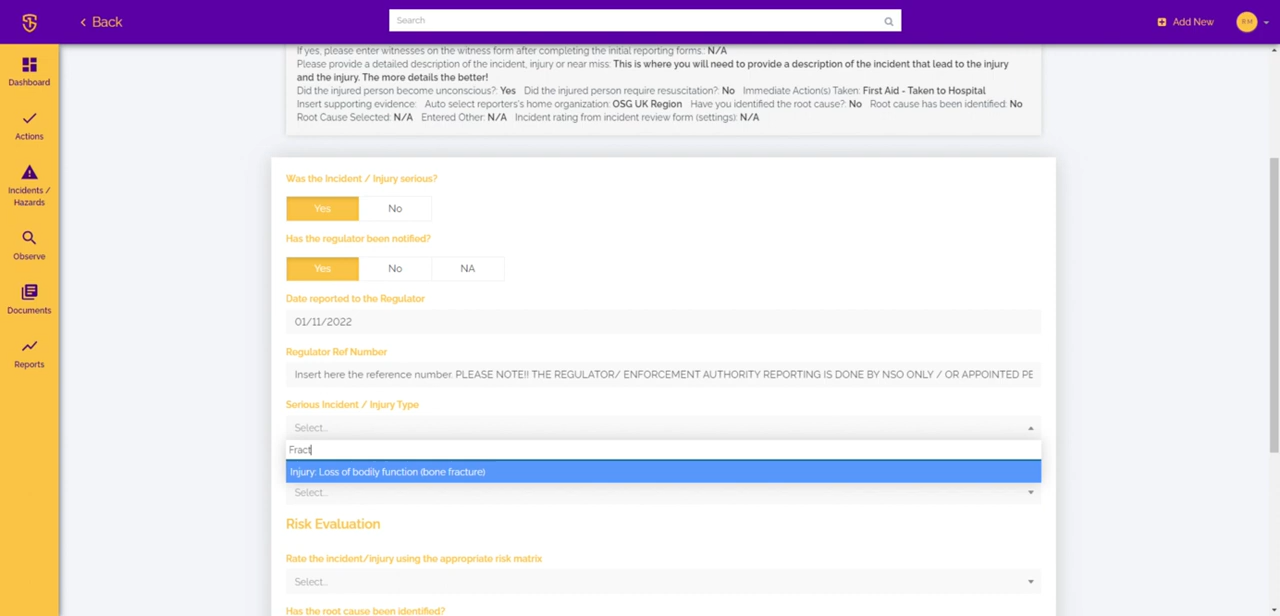 Back
Search
Add New
RM
Dashboard
Actions
Incidents /
Hazards
Observe
Documents
Reports
If yes, please enter witnesses on the witness form after completing the initial reporting forms.: N/A
Please provide a detailed description of the incident, injury or near miss: This is where you will need to provide a description of the incident that lead to the injury
and the injury. The more details the better!
Did the injured person become unconscious?: Yes Did the injured person require resuscitation?: No Immediate Action(s) Taken: First Aid - Taken to Hospital
Insert supporting evidence: Auto select reporters's home organization: OSG UK Region Have you identified the root cause?: No Root cause has been identified: No
Root Cause Selected: N/A Entered Other: N/A Incident rating from incident review form (settings): N/A
Was the Incident / Injury serious?
Yes No
Has the regulator been notified?
Yes No NA
Date reported to the Regulator
01/11/2022
Regulator Ref Number
Insert here the reference number. PLEASE NOTE!! THE REGULATOR/ ENFORCEMENT AUTHORITY REPORTING IS DONE BY NSO ONLY / OR APPOINTED PE
Serious Incident / Injury Type
Select...
Fract
Injury: Loss of bodily function (bone fracture)
Select...
Risk Evaluation
Rate the incident/injury using the appropriate risk matrix
Select...
Has the root cause been identified?